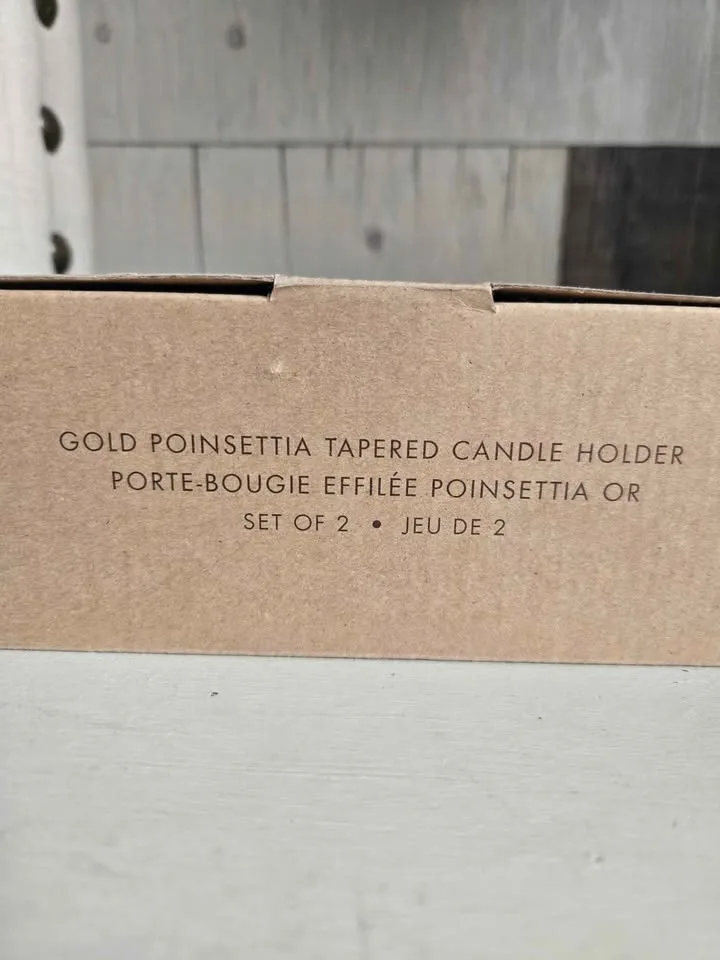 GOLD POINSETTIA TAPERED CANDLE HOLDER
PORTE-BOUGIE EFFILÉE POINSETTIA OR
SET OF 2 • JEU DE 2